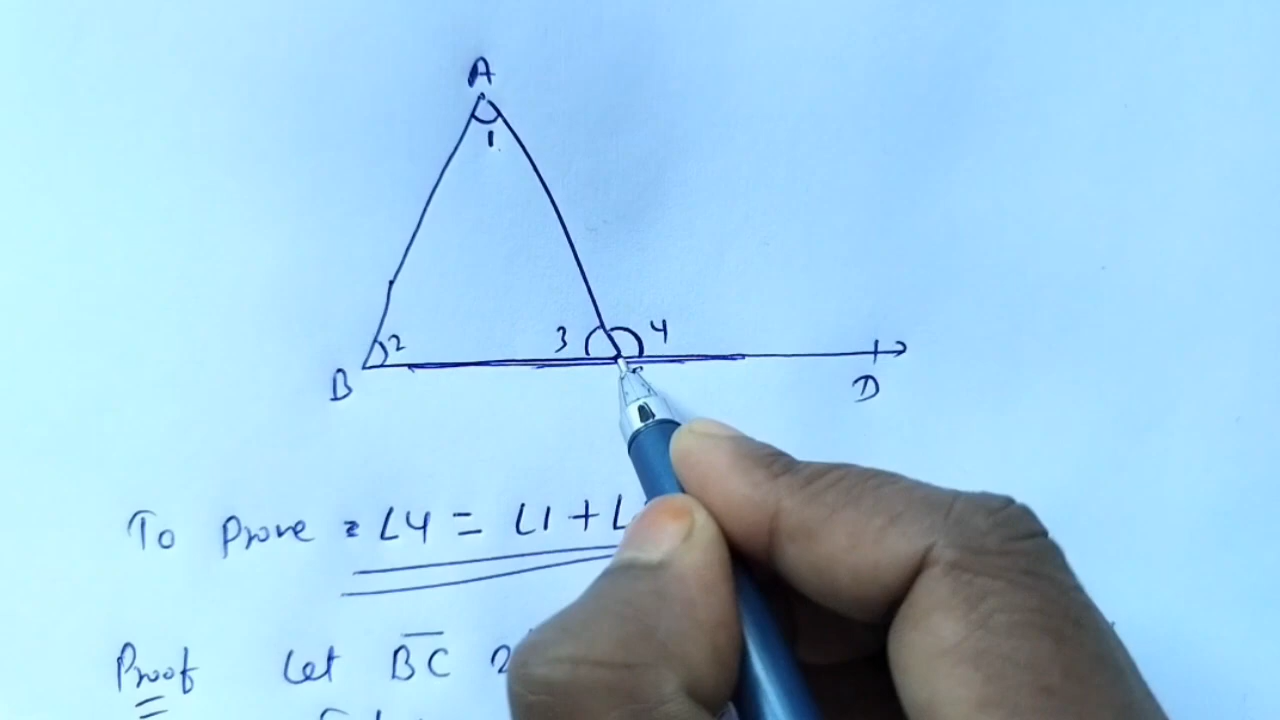 A
1
3 4
2
B D
To Prove : ∠4 = ∠1 + ∠
Proof Let B̅C̅